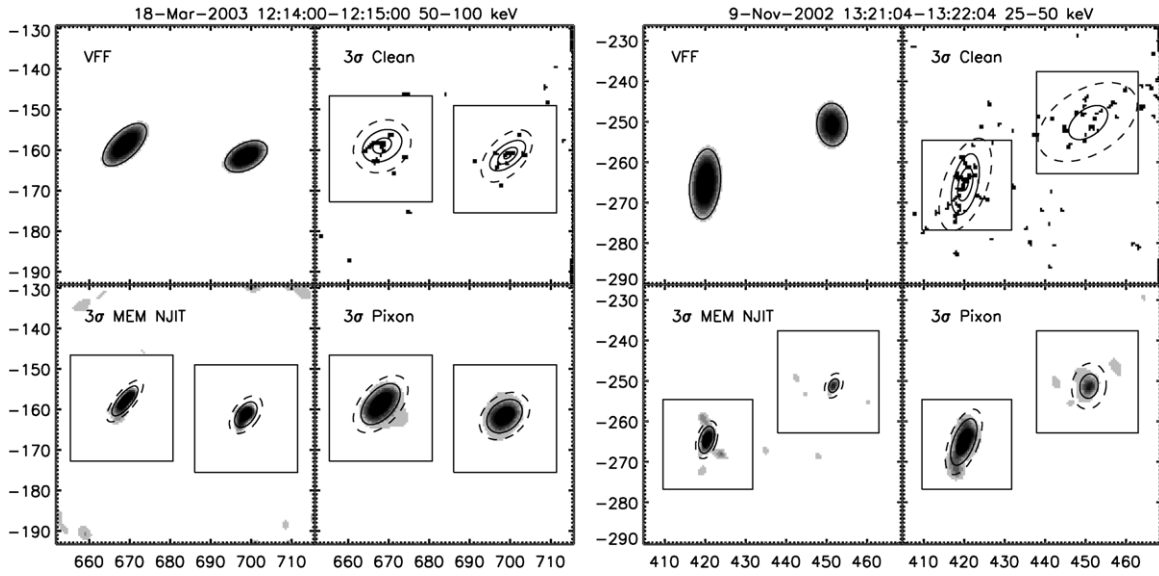 18-Mar-2003 12:14:00-12:15:00 50-100 keV
-130
-140
-150
-160
-170
-180
-190
VFF
3σ Clean
-130
-140
-150
-160
-170
-180
-190
3σ MEM NJIT
3σ Pixon
660 670 680 690 700 710 660 670 680 690 700 710
9-Nov-2002 13:21:04-13:22:04 25-50 keV
-230
-240
-250
-260
-270
-280
-290
VFF
3σ Clean
-230
-240
-250
-260
-270
-280
-290
3σ MEM NJIT
3σ Pixon
410 420 430 440 450 460 410 420 430 440 450 460